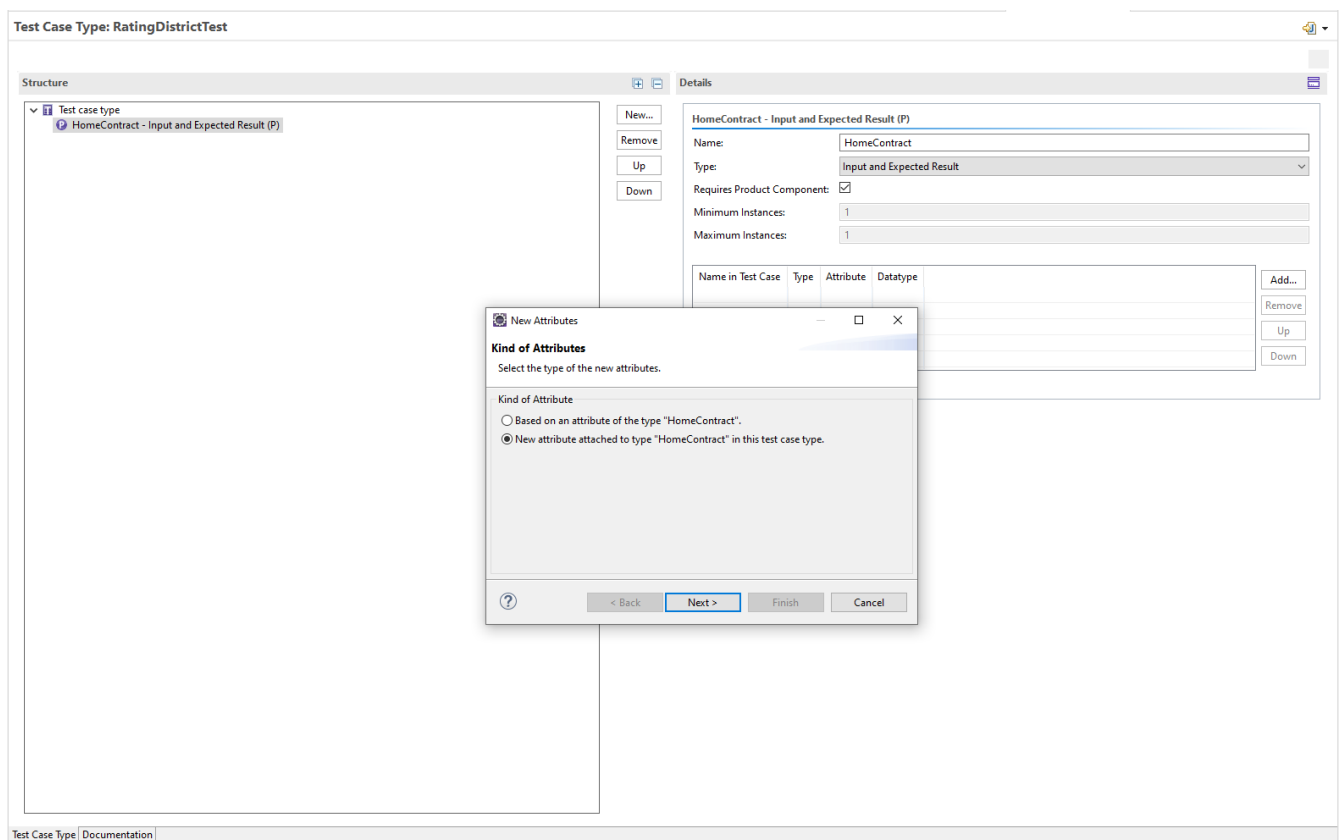 Test Case Type: RatingDistrictTest
Structure
Test case type
HomeContract - Input and Expected Result (P)
New...
Remove
Up
Down
Details
HomeContract - Input and Expected Result (P)
Name: HomeContract
Type: Input and Expected Result
Requires Product Component:
Minimum Instances: 1
Maximum Instances: 1
Name in Test Case Type Attribute Datatype
Add...
Remove
Up
Down
New Attributes
Kind of Attributes
Select the type of the new attributes.
Kind of Attribute
Based on an attribute of the type "HomeContract".
New attribute attached to type "HomeContract" in this test case type.
< Back Next > Finish Cancel
Test Case Type Documentation